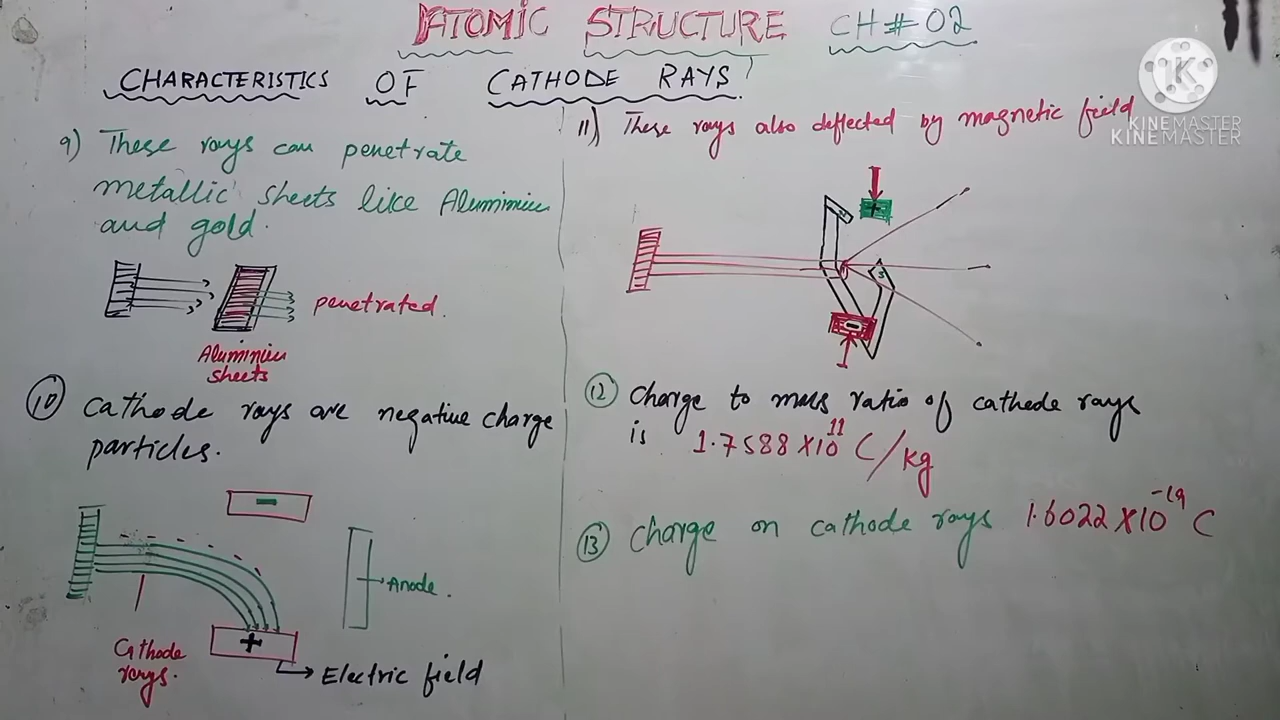 ATOMIC STRUCTURE CH # 02
CHARACTERISTICS OF CATHODE RAYS!
9) These rays can penetrate
metallic sheets like Aluminium
and gold.
penetrated.
Aluminium
sheets
10) Cathode rays are negative charge
particles.
-
Anode.
+
Cathode
rays.
Electric field
11) These rays also deflected by magnetic field
K
KINEMASTER
KINEMASTER
+
N
S
-
12) Charge to mass ratio of cathode rays
is 1.7588 X10¹¹ C/kg
13) Charge on cathode rays 1.6022 X10⁻¹⁹ C